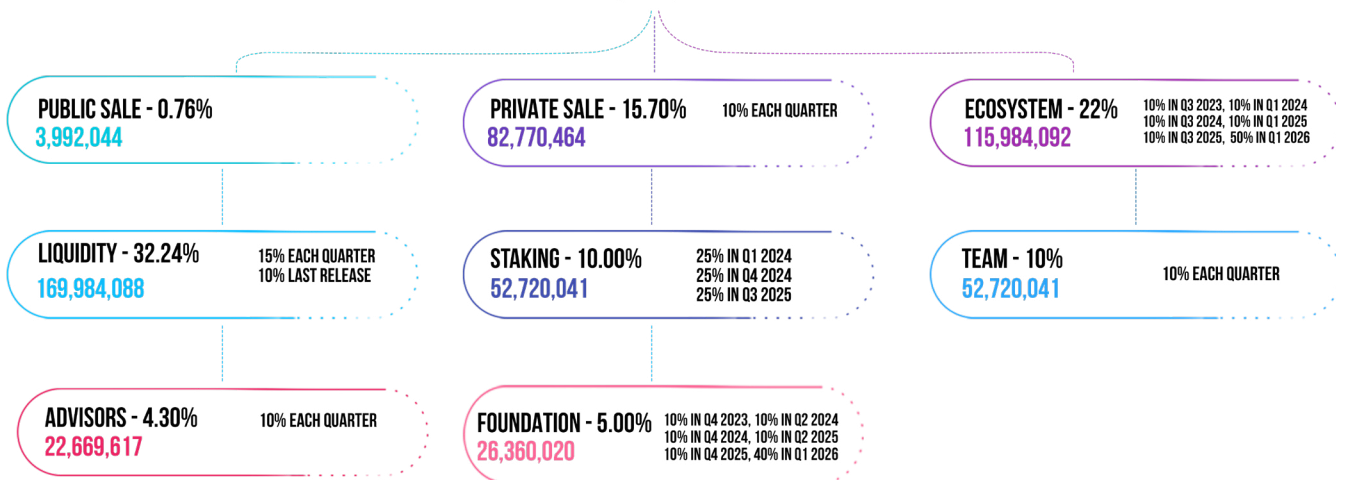 PUBLIC SALE - 0.76%
3,992,044
PRIVATE SALE - 15.70%
82,770,464
10% EACH QUARTER
ECOSYSTEM - 22%
115,984,092
10% IN Q3 2023, 10% IN Q1 2024
10% IN Q3 2024, 10% IN Q1 2025
10% IN Q3 2025, 50% IN Q1 2026
LIQUIDITY - 32.24%
169,984,088
15% EACH QUARTER
10% LAST RELEASE
STAKING - 10.00%
52,720,041
25% IN Q1 2024
25% IN Q4 2024
25% IN Q3 2025
TEAM - 10%
52,720,041
10% EACH QUARTER
ADVISORS - 4.30%
22,669,617
10% EACH QUARTER
FOUNDATION - 5.00%
26,360,020
10% IN Q4 2023, 10% IN Q2 2024
10% IN Q4 2024, 10% IN Q2 2025
10% IN Q4 2025, 40% IN Q1 2026